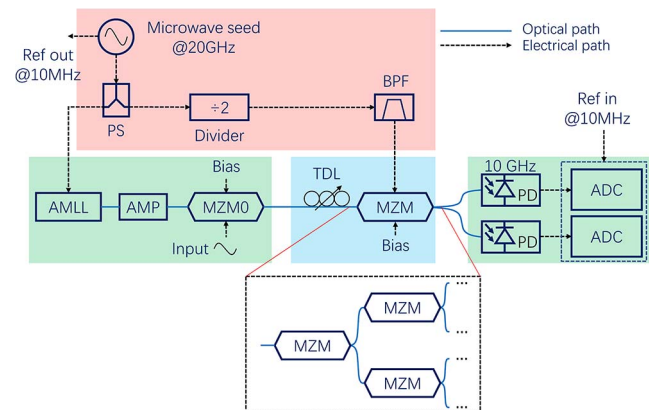 Microwave seed
@20GHz
Optical path
Electrical path
Ref out
@10MHz
BPF
Ref in
@10MHz
÷2
PS
Divider
Bias
TDL
10 GHz
AMLL
AMP
MZM0
MZM
PD
ADC
Input
Bias
PD
ADC
MZM
...
...
MZM
MZM
...
...